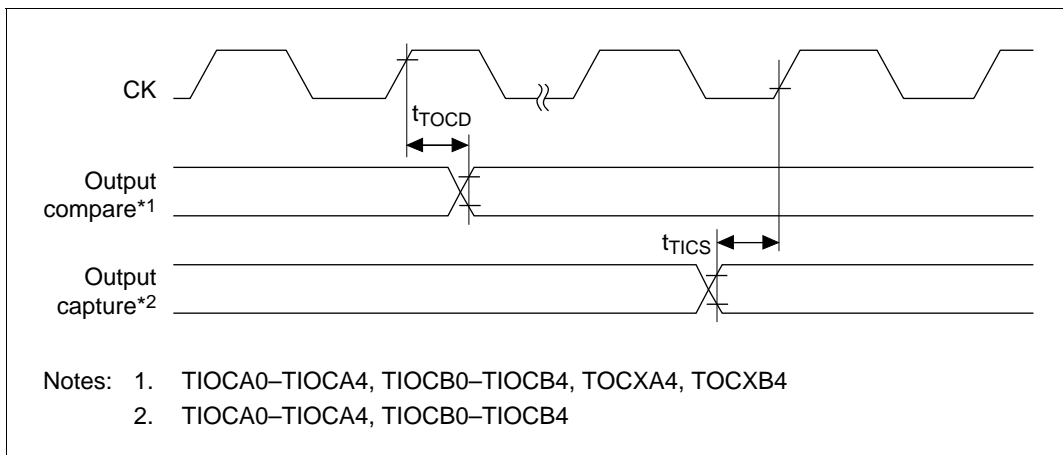 CK
tTOCD
Output
compare*1
tTICS
Output
capture*2
Notes: 1. TIOCA0–TIOCA4, TIOCB0–TIOCB4, TOCXA4, TOCXB4
2. TIOCA0–TIOCA4, TIOCB0–TIOCB4